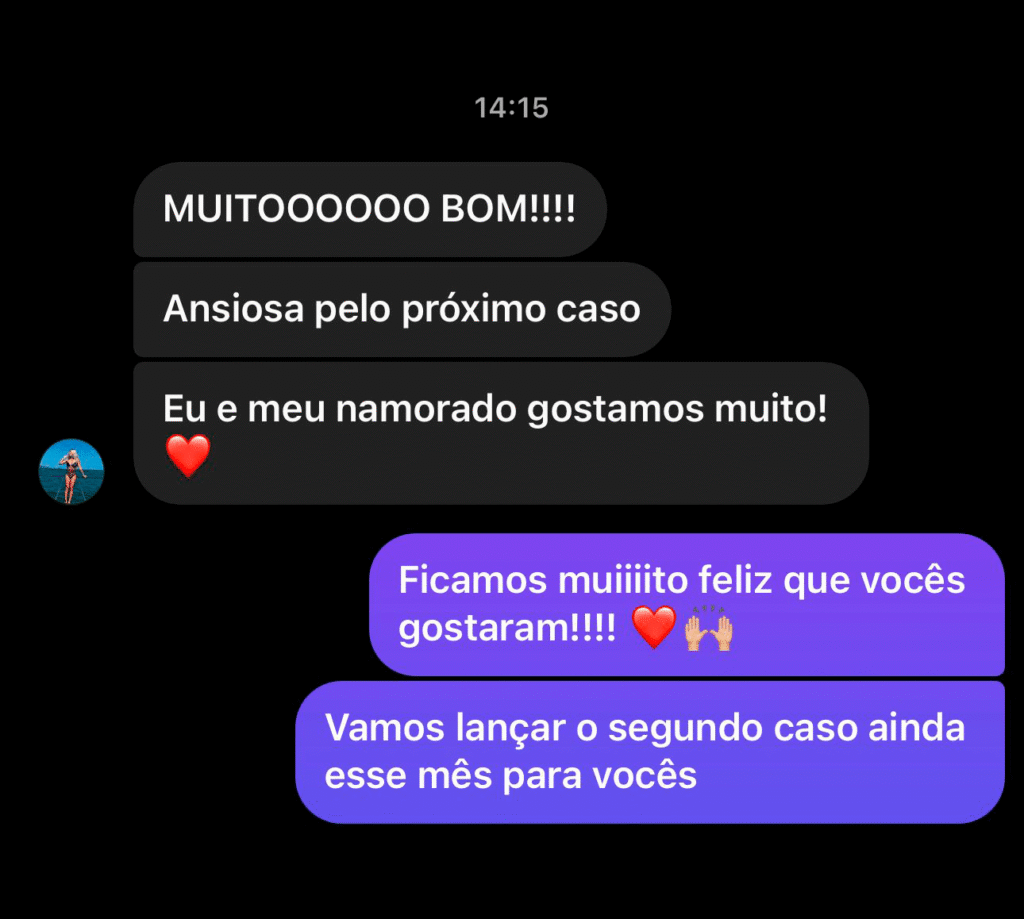 14:15
MUITOOOOOO BOM!!!!
Ansiosa pelo próximo caso
Eu e meu namorado gostamos muito!
❤️
Ficamos muiiiito feliz que vocês
gostaram!!!! ❤️🙌🏼
Vamos lançar o segundo caso ainda
esse mês para vocês